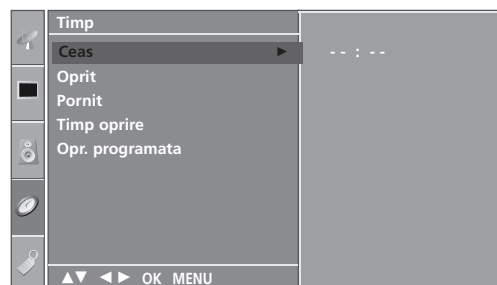 Timp
Ceas ► - - : - -
Oprit
Pornit
Timp oprire
Opr. programata
▲▼ ◄► OK MENU